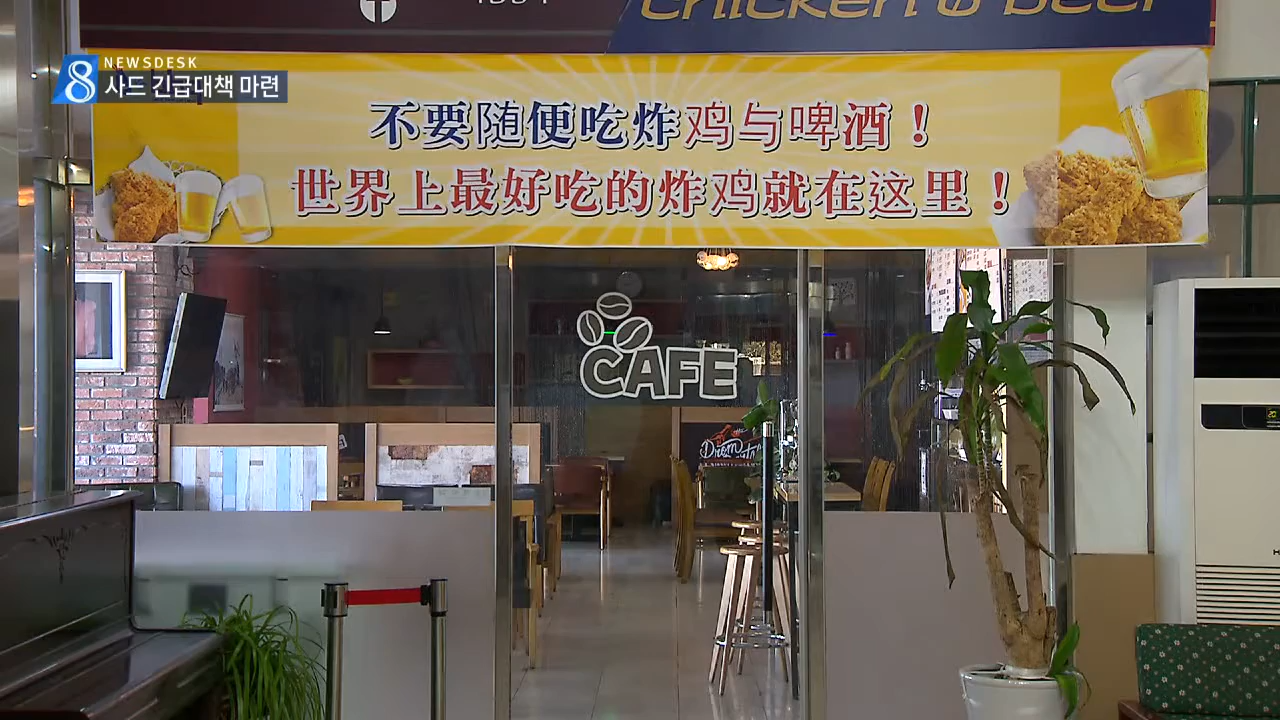 chicken & beer
8 NEWSDESK
사드 긴급대책 마련
不要随便吃炸鸡与啤酒！
世界上最好吃的炸鸡就在这里！
CAFE
Dream